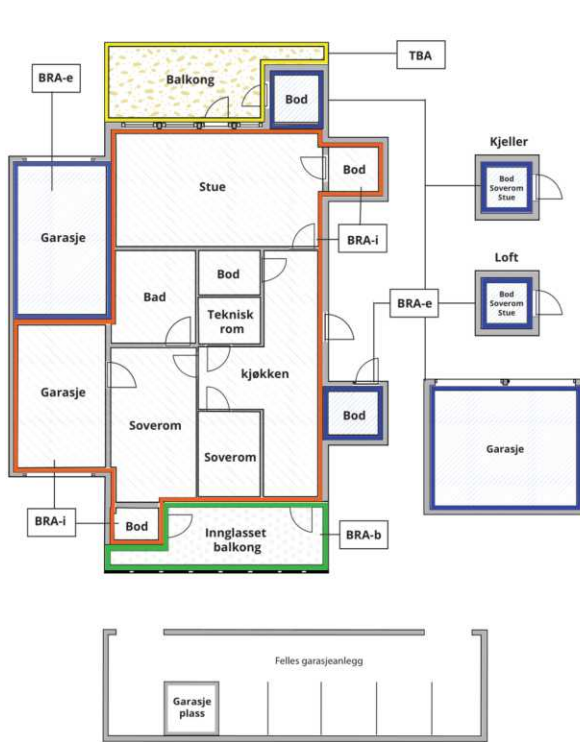 TBA
BRA-e
Balkong
Bod
Kjeller
Bod
Soverom
Stue
Stue
Bod
Garasje
BRA-i
Loft
Bod
Bod
Soverom
Stue
Bad
BRA-e
Teknisk
rom
kjøkken
Garasje
Bod
Soverom
Garasje
Soverom
BRA-i
Bod
Innglasset
balkong
BRA-b
Felles garasjeanlegg
Garasje
plass